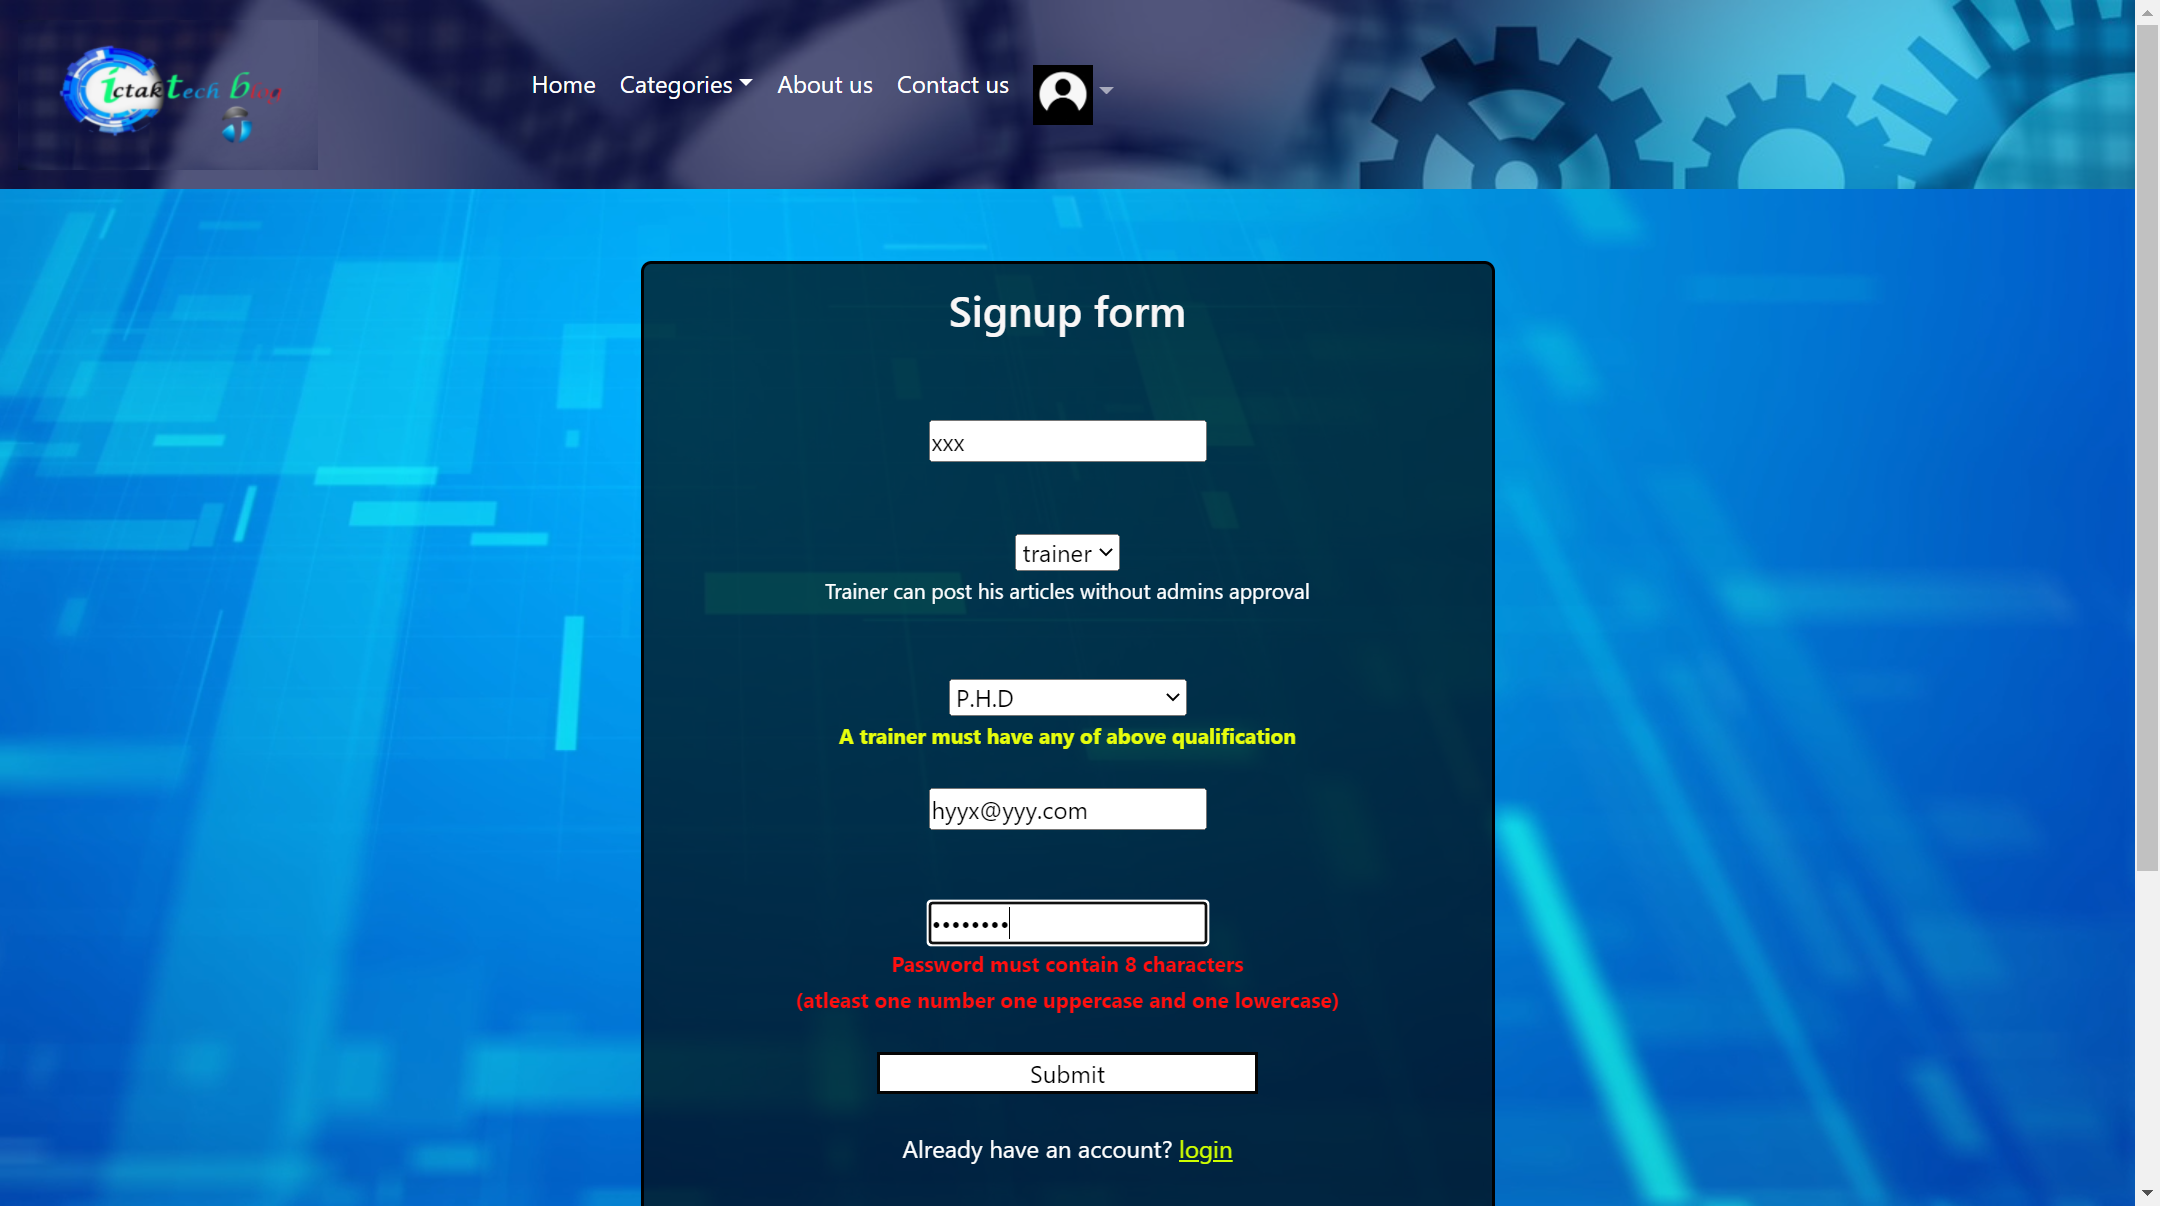 ictak Tech Blog
Home Categories About us Contact us
Signup form
xxx
trainer
Trainer can post his articles without admins approval
P.H.D
A trainer must have any of above qualification
hyyx@yyy.com
Password must contain 8 characters
(atleast one number one uppercase and one lowercase)
Submit
Already have an account? login